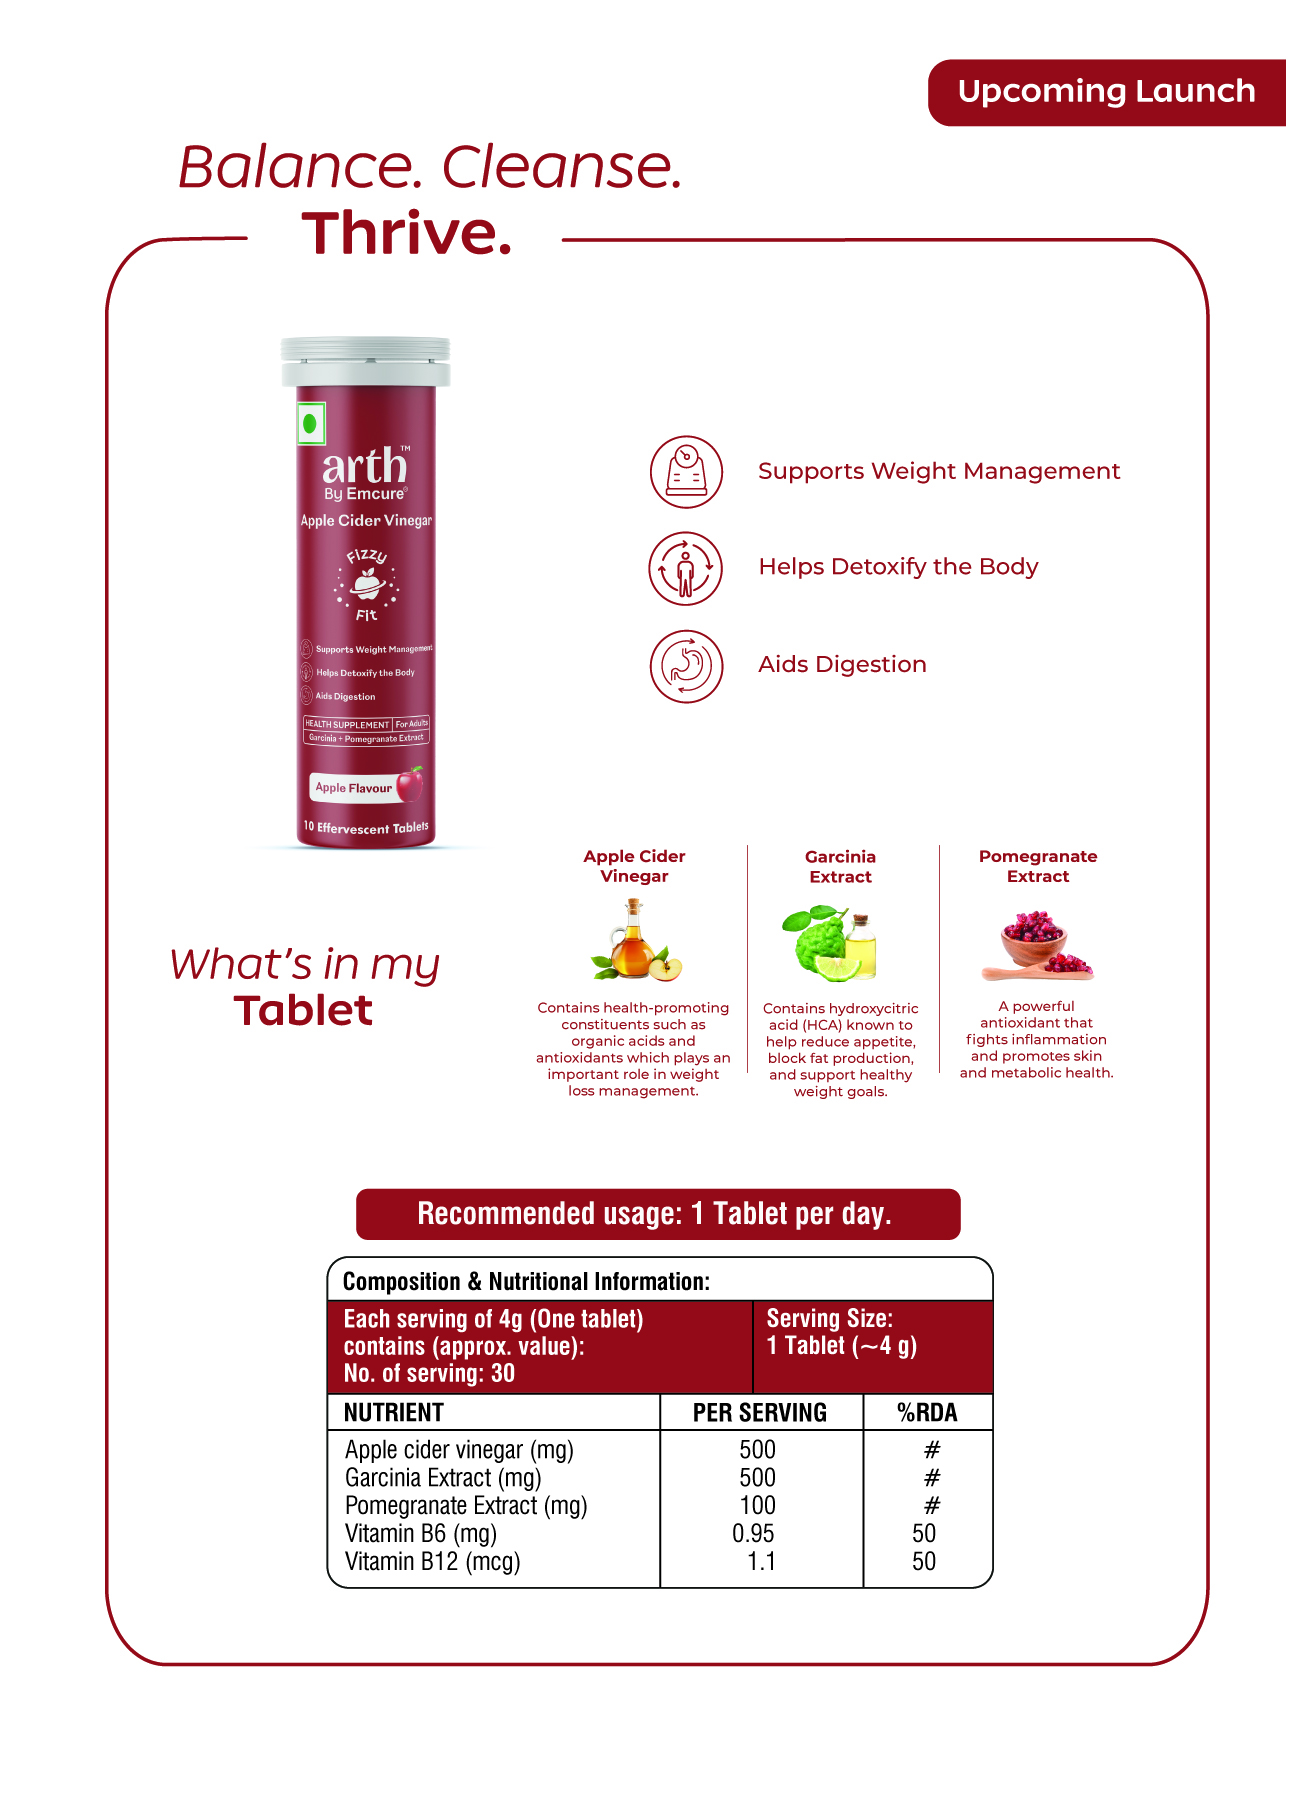 Upcoming Launch
Balance. Cleanse.
Thrive.
arth™
By Emcure®
Apple Cider Vinegar
Fizzy
Fit
Supports Weight Management
Helps Detoxify the Body
Aids Digestion
HEALTH SUPPLEMENT For Adults
Garcinia + Pomegranate Extract
Apple Flavour
10 Effervescent Tablets
Supports Weight Management
Helps Detoxify the Body
Aids Digestion
What's in my
Tablet
Apple Cider
Vinegar
Contains health-promoting
constituents such as
organic acids and
antioxidants which plays an
important role in weight
loss management.
Garcinia
Extract
Contains hydroxycitric
acid (HCA) known to
help reduce appetite,
block fat production,
and support healthy
weight goals.
Pomegranate
Extract
A powerful
antioxidant that
fights inflammation
and promotes skin
and metabolic health.
Recommended usage: 1 Tablet per day.
Composition & Nutritional Information:
Each serving of 4g (One tablet)
contains (approx. value):
No. of serving: 30
Serving Size:
1 Tablet (~4 g)
NUTRIENT PER SERVING %RDA
Apple cider vinegar (mg) 500 #
Garcinia Extract (mg) 500 #
Pomegranate Extract (mg) 100 #
Vitamin B6 (mg) 0.95 50
Vitamin B12 (mcg) 1.1 50